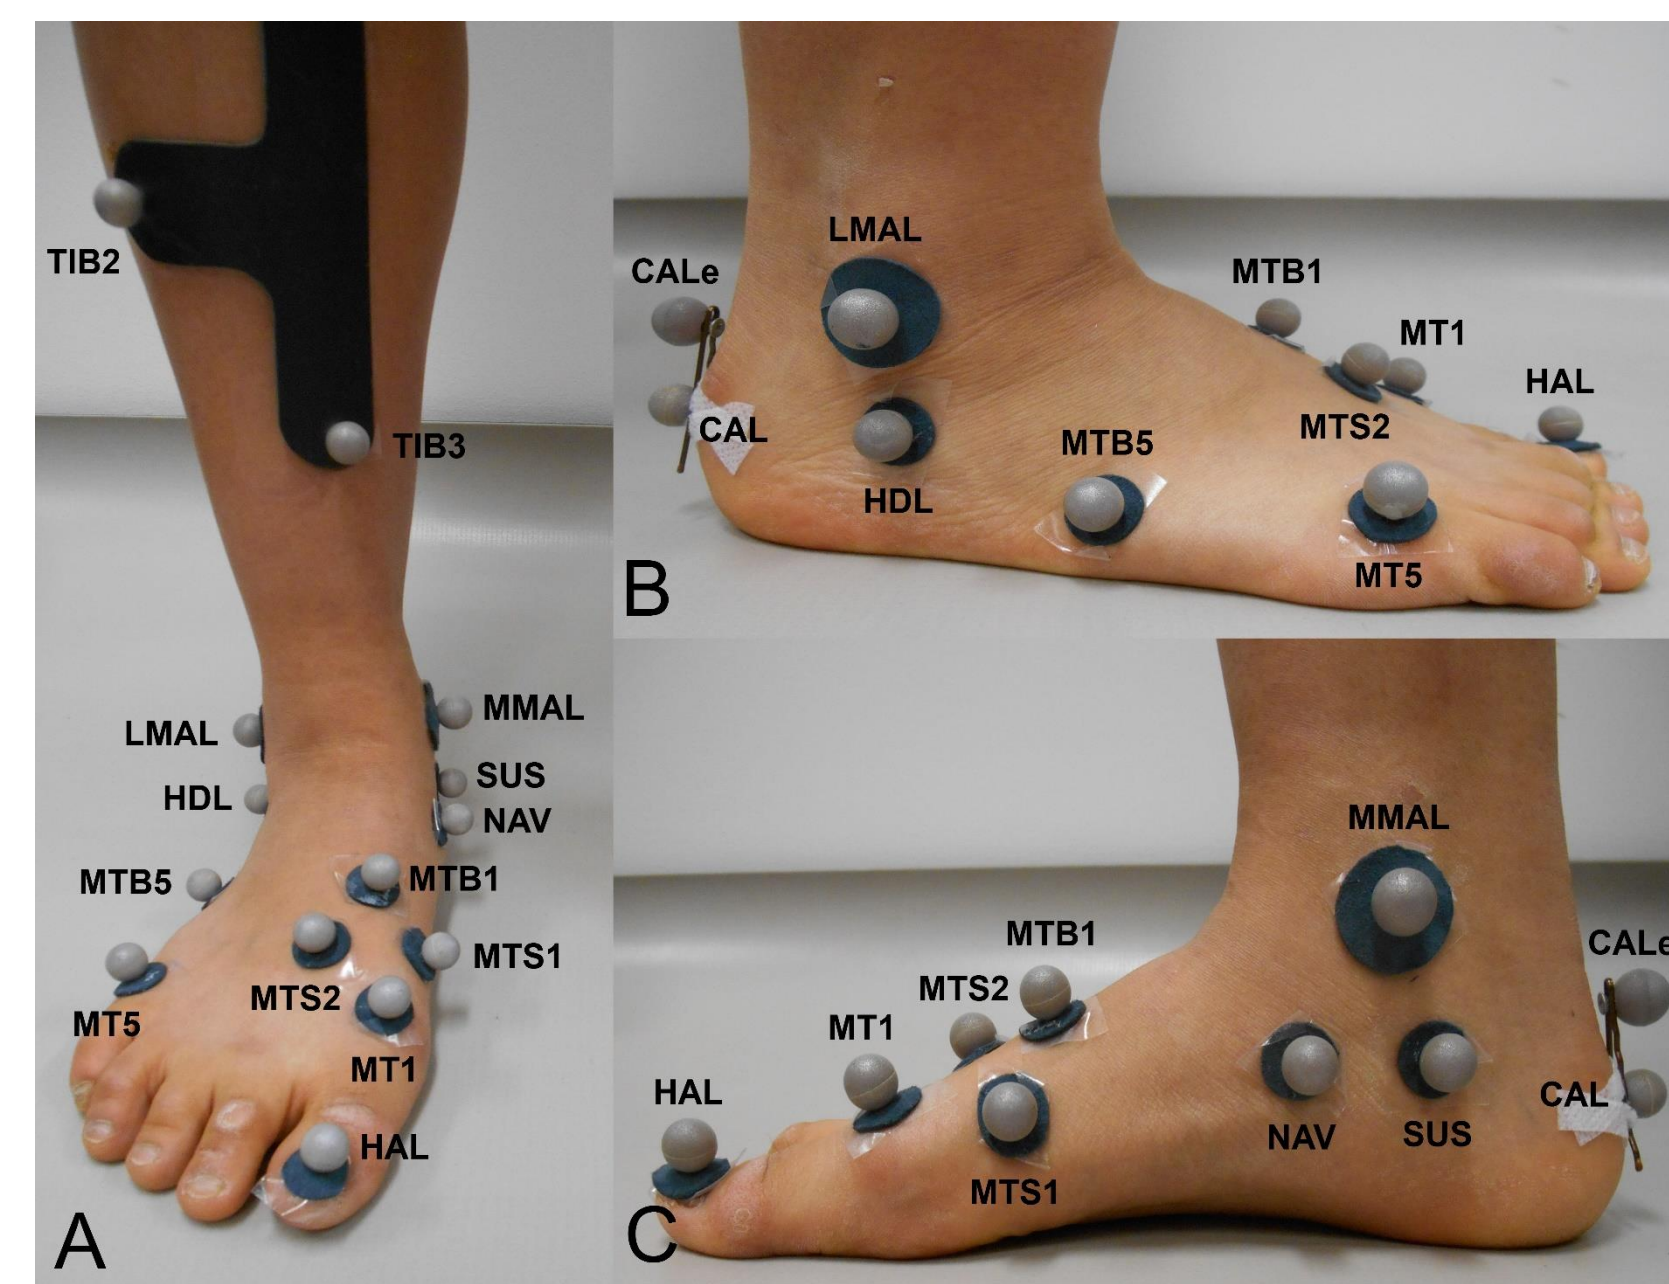 TIB2
TIB3
LMAL
MMAL
SUS
HDL
NAV
MTB5
MTB1
MTS1
MTS2
MT5
MT1
HAL
A
LMAL
CALe
MTB1
MT1
HAL
CAL
MTS2
MTB5
HDL
MT5
B
MMAL
MTB1
CALe
MTS2
MT1
HAL
CAL
NAV
SUS
MTS1
C